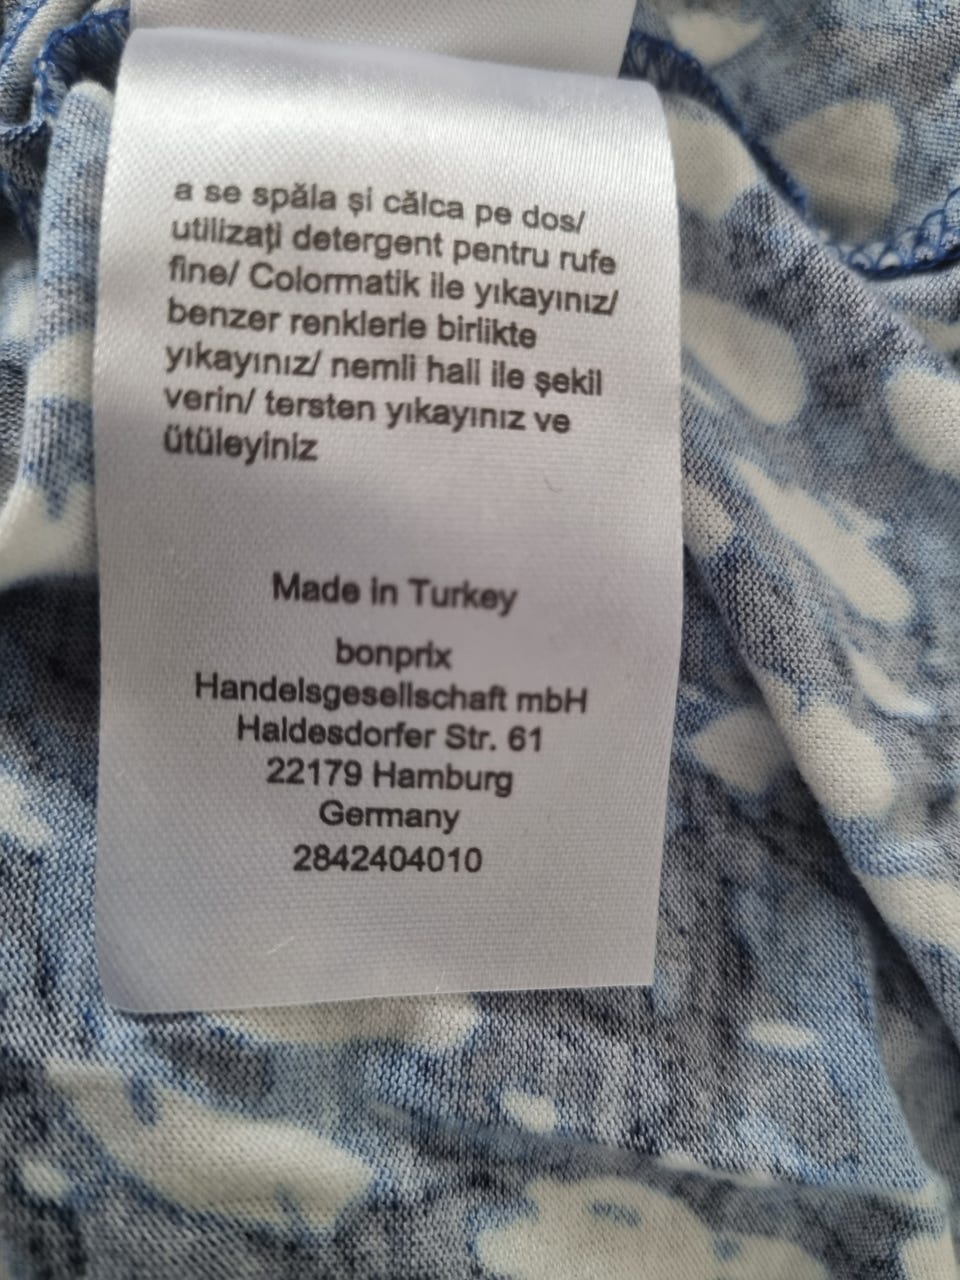 a se spăla și călca pe dos/
utilizați detergent pentru rufe
fine/ Colormatik ile yıkayınız/
benzer renklerle birlikte
yıkayınız/ nemli hali ile şekil
verin/ tersten yıkayınız ve
ütüleyiniz
Made in Turkey
bonprix
Handelsgesellschaft mbH
Haldesdorfer Str. 61
22179 Hamburg
Germany
2842404010